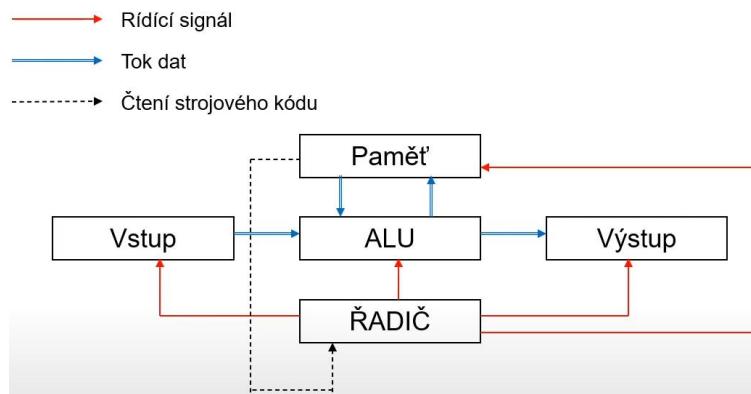 Řídící signál
Tok dat
Čtení strojového kódu
Paměť
Vstup
ALU
Výstup
ŘADIČ